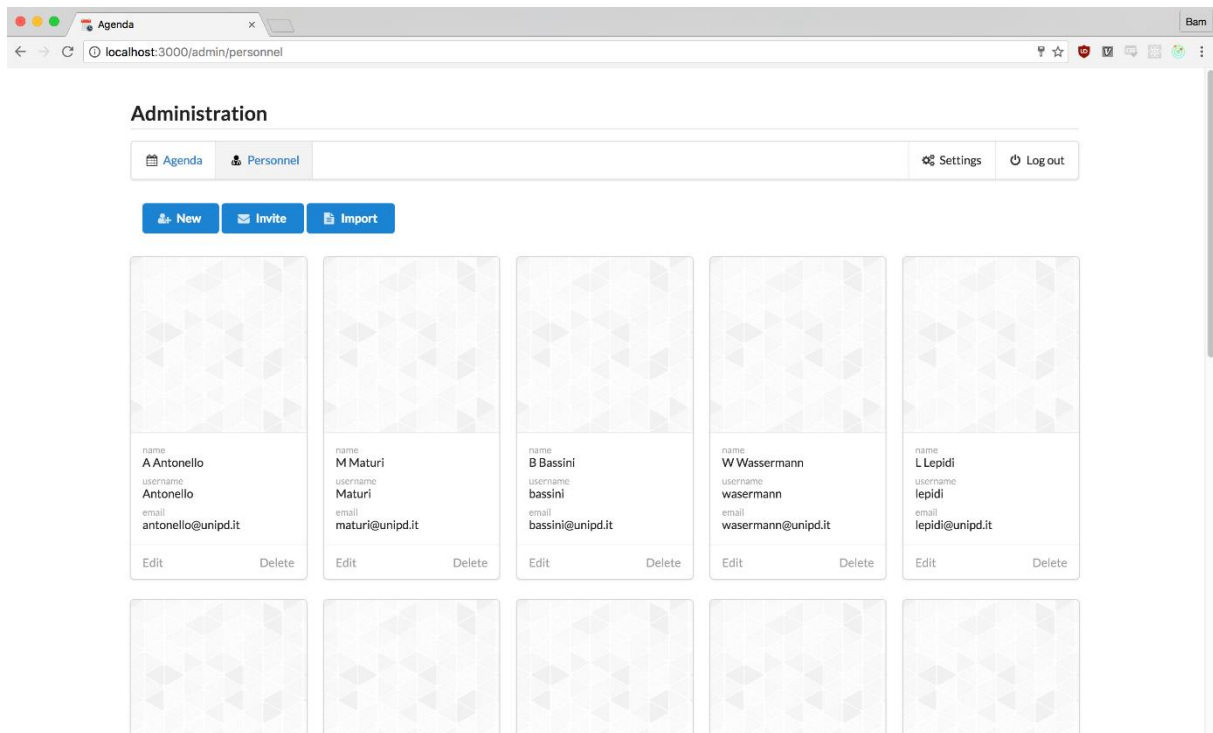 Agenda
Bam
localhost:3000/admin/personnel
Administration
Agenda Personnel Settings Log out
New Invite Import
name name name name name
A Antonello M Maturi B Bassini W Wassermann L Lepidi
username username username username username
Antonello Maturi bassini wasermann lepidi
email email email email email
antonello@unipd.it maturi@unipd.it bassini@unipd.it wasermann@unipd.it lepidi@unipd.it
Edit Delete Edit Delete Edit Delete Edit Delete Edit Delete